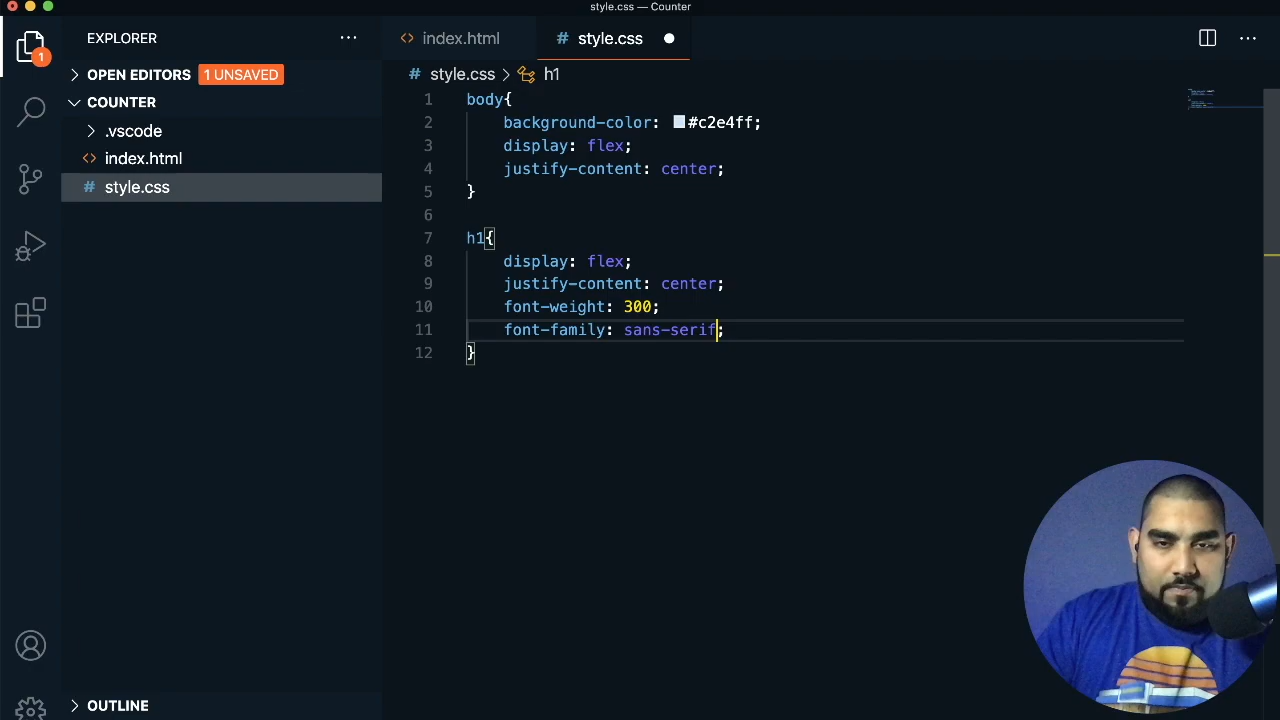 style.css — Counter
EXPLORER
index.html
# style.css
1
OPEN EDITORS 1 UNSAVED
# style.css > h1
COUNTER
.vscode
index.html
# style.css
1 body{
2 background-color: #c2e4ff;
3 display: flex;
4 justify-content: center;
5 }
6
7 h1{
8 display: flex;
9 justify-content: center;
10 font-weight: 300;
11 font-family: sans-serif;
12 }
OUTLINE